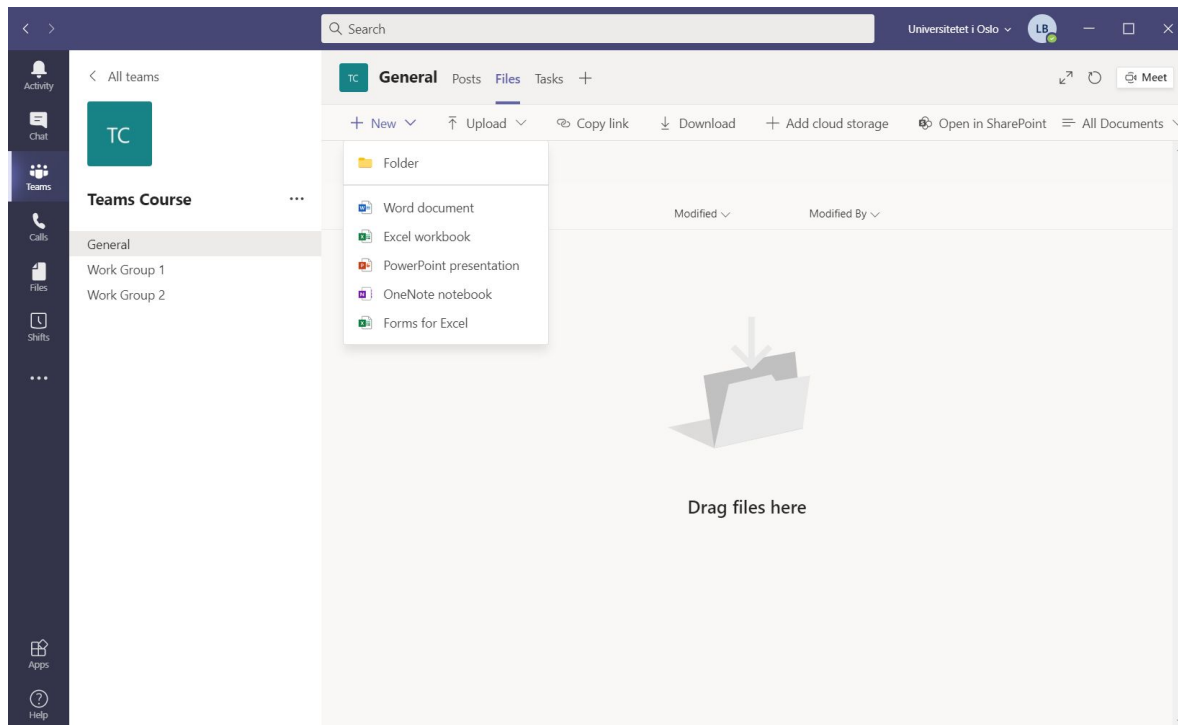 Search
Universitetet i Oslo
LB
Activity
Chat
Teams
Calls
Files
Shifts
Apps
Help
All teams
TC
Teams Course
General
Work Group 1
Work Group 2
TC General Posts Files Tasks
Meet
New Upload Copy link Download Add cloud storage Open in SharePoint All Documents
Folder
Word document
Excel workbook
PowerPoint presentation
OneNote notebook
Forms for Excel
Modified Modified By
Drag files here